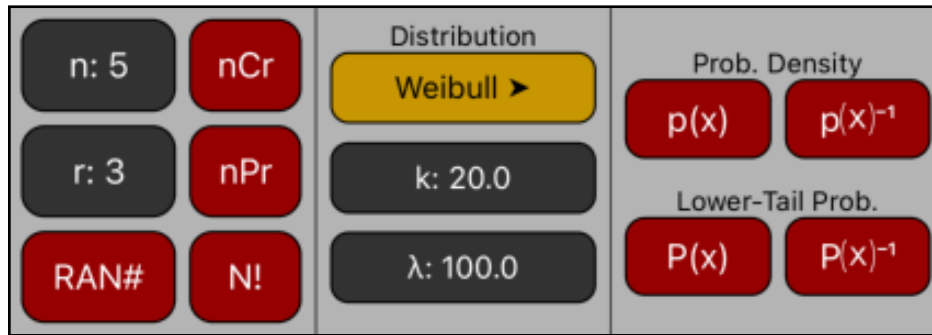 n: 5
nCr
r: 3
nPr
RAN#
N!
Distribution
Weibull ➤
k: 20.0
λ: 100.0
Prob. Density
p(x)
p(x)⁻¹
Lower-Tail Prob.
P(x)
P(x)⁻¹